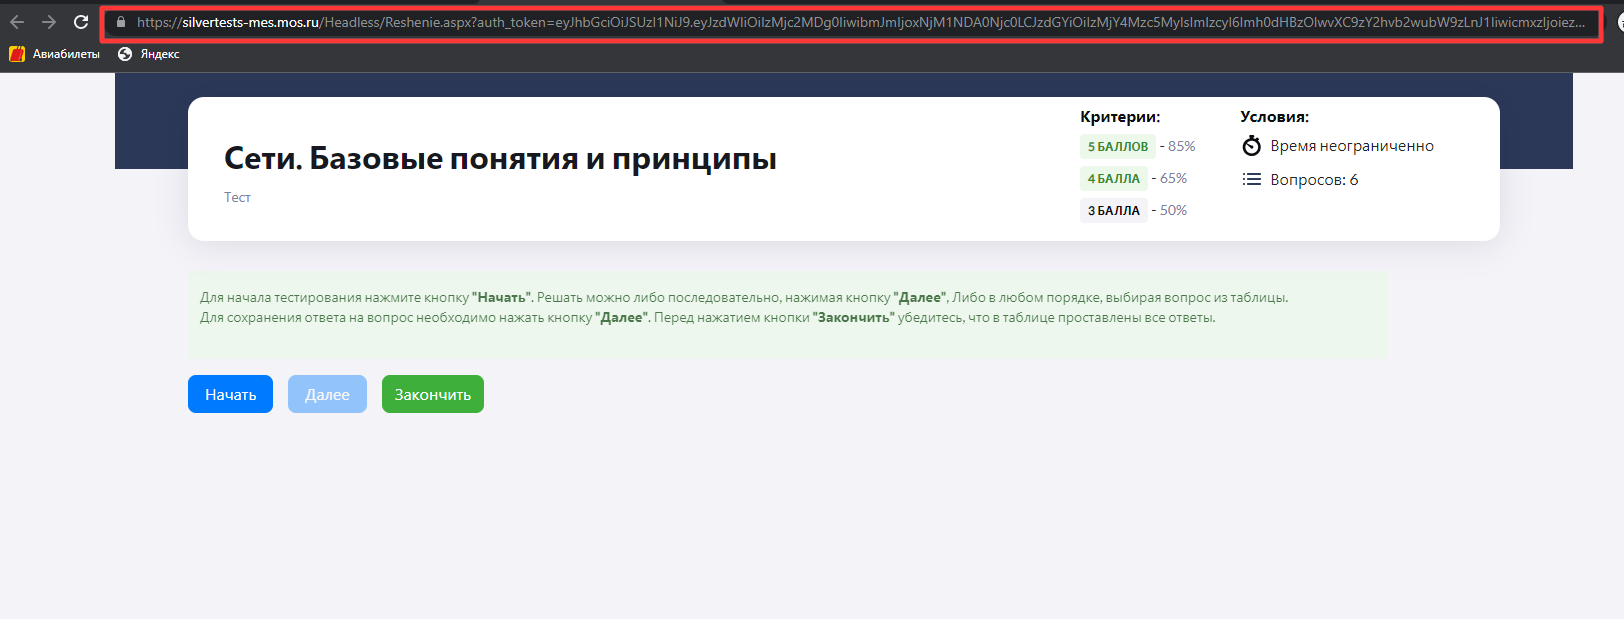 https://silvertests-mes.mos.ru/Headless/Reshenie.aspx?auth_token=eyJhbGciOiJSUzI1NiJ9.eyJzdWIiOiIzMjc2MDg0IiwibmJmIjoxNjM1NDA0Njc0LCJzdGYiOiIzMjY4Mzc5MyIsImlzcyI6Imh0dHBzOlwvXC9zY2hvb2wubW9zLnJ1IiwicmxzIjoiez...
Авиабилеты
Яндекс
Сети. Базовые понятия и принципы
Тест
Критерии:
5 БАЛЛОВ - 85%
4 БАЛЛА - 65%
3 БАЛЛА - 50%
Условия:
Время неограниченно
Вопросов: 6
Для начала тестирования нажмите кнопку "Начать". Решать можно либо последовательно, нажимая кнопку "Далее", Либо в любом порядке, выбирая вопрос из таблицы.
Для сохранения ответа на вопрос необходимо нажать кнопку "Далее". Перед нажатием кнопки "Закончить" убедитесь, что в таблице проставлены все ответы.
Начать
Далее
Закончить